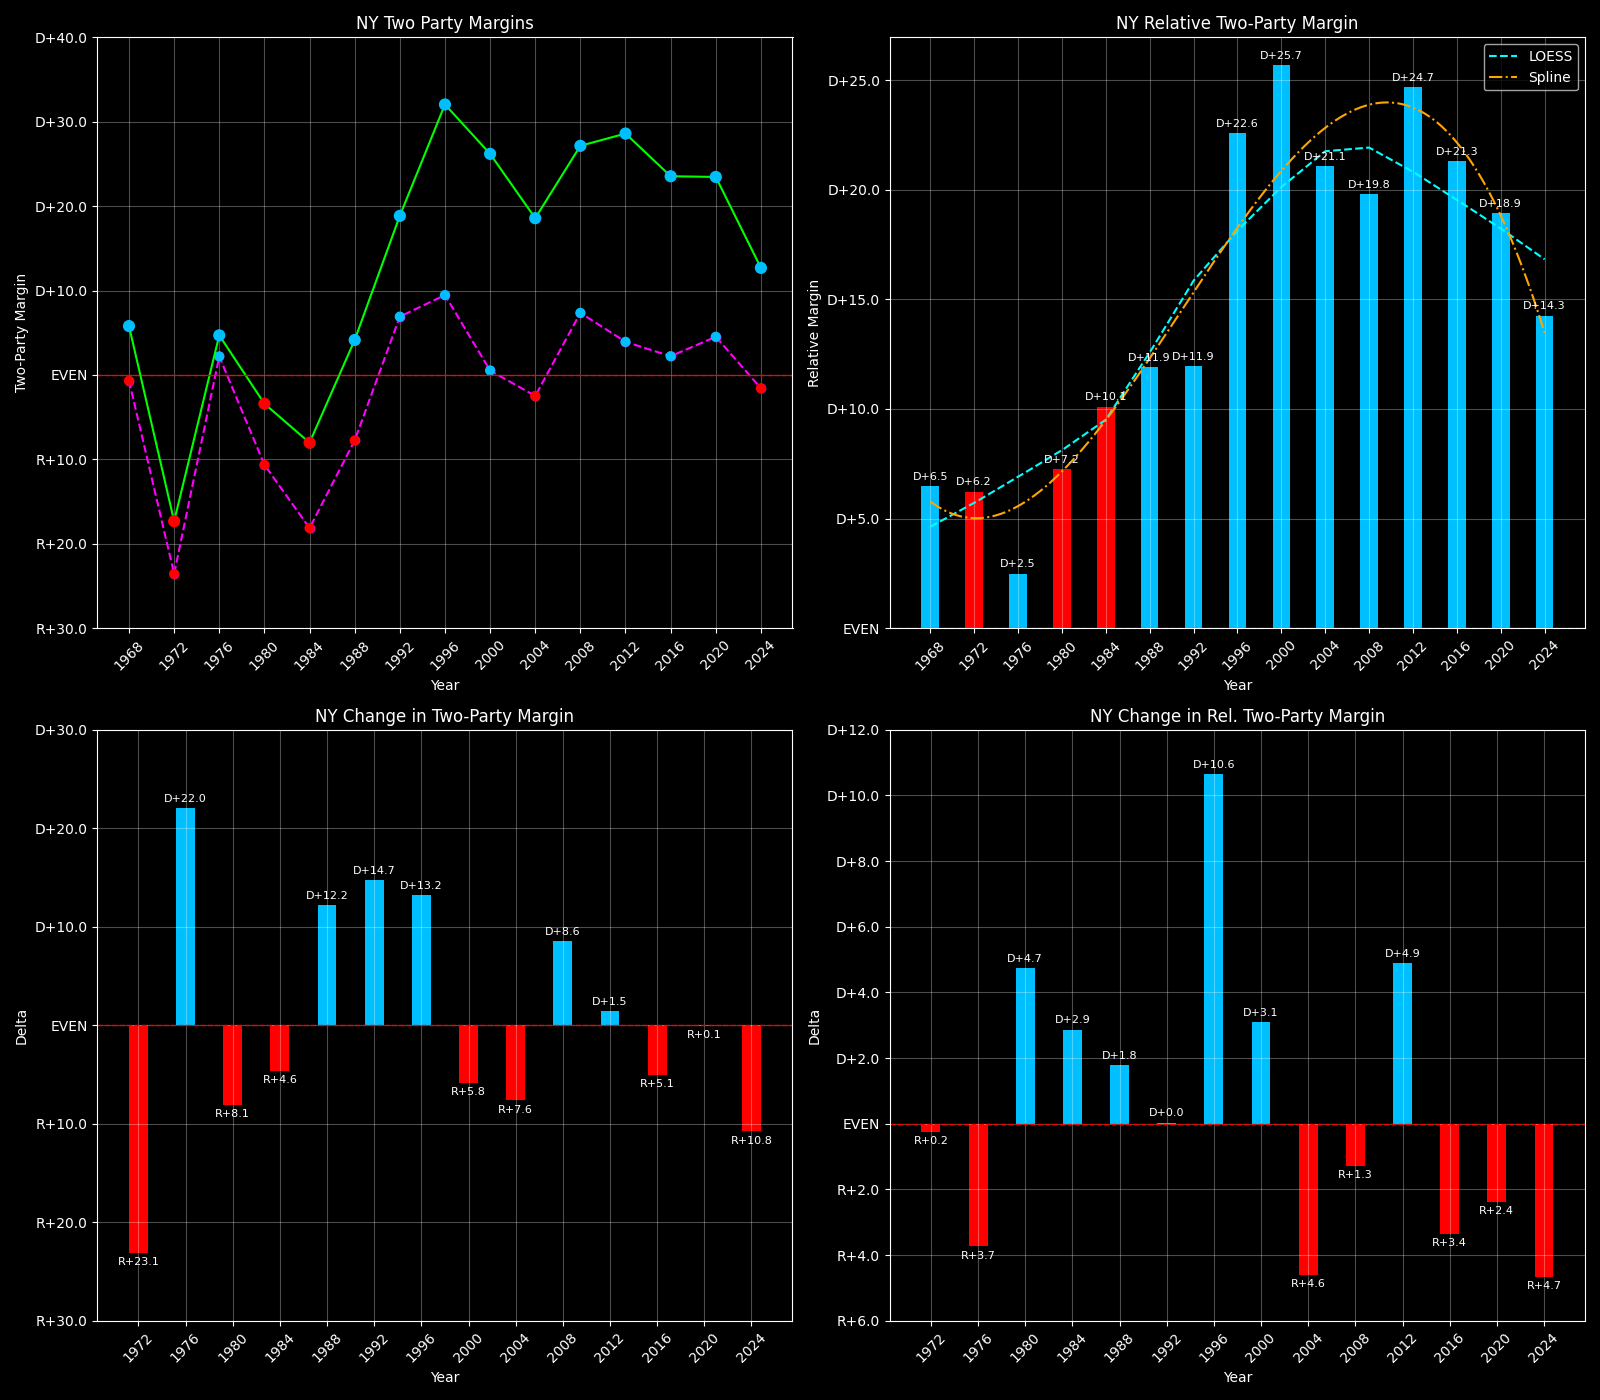 NY Two Party Margins
D+40.0
D+30.0
D+20.0
D+10.0
EVEN
R+10.0
R+20.0
R+30.0
Two-Party Margin
1968
1972
1976
1980
1984
1988
1992
1996
2000
2004
2008
2012
2016
2020
2024
Year
NY Relative Two-Party Margin
LOESS
Spline
D+25.0
D+20.0
D+15.0
D+10.0
D+5.0
EVEN
Relative Margin
D+6.5
D+6.2
D+2.5
D+7.2
D+10.1
D+11.9
D+11.9
D+22.6
D+25.7
D+21.1
D+19.8
D+24.7
D+21.3
D+18.9
D+14.3
1968
1972
1976
1980
1984
1988
1992
1996
2000
2004
2008
2012
2016
2020
2024
Year
NY Change in Two-Party Margin
D+30.0
D+20.0
D+10.0
EVEN
R+10.0
R+20.0
R+30.0
Delta
R+23.1
D+22.0
R+8.1
R+4.6
D+12.2
D+14.7
D+13.2
R+5.8
R+7.6
D+8.6
D+1.5
R+5.1
R+0.1
R+10.8
1972
1976
1980
1984
1988
1992
1996
2000
2004
2008
2012
2016
2020
2024
Year
NY Change in Rel. Two-Party Margin
D+12.0
D+10.0
D+8.0
D+6.0
D+4.0
D+2.0
EVEN
R+2.0
R+4.0
R+6.0
Delta
R+0.2
R+3.7
D+4.7
D+2.9
D+1.8
D+0.0
D+10.6
D+3.1
R+4.6
R+1.3
D+4.9
R+3.4
R+2.4
R+4.7
1972
1976
1980
1984
1988
1992
1996
2000
2004
2008
2012
2016
2020
2024
Year